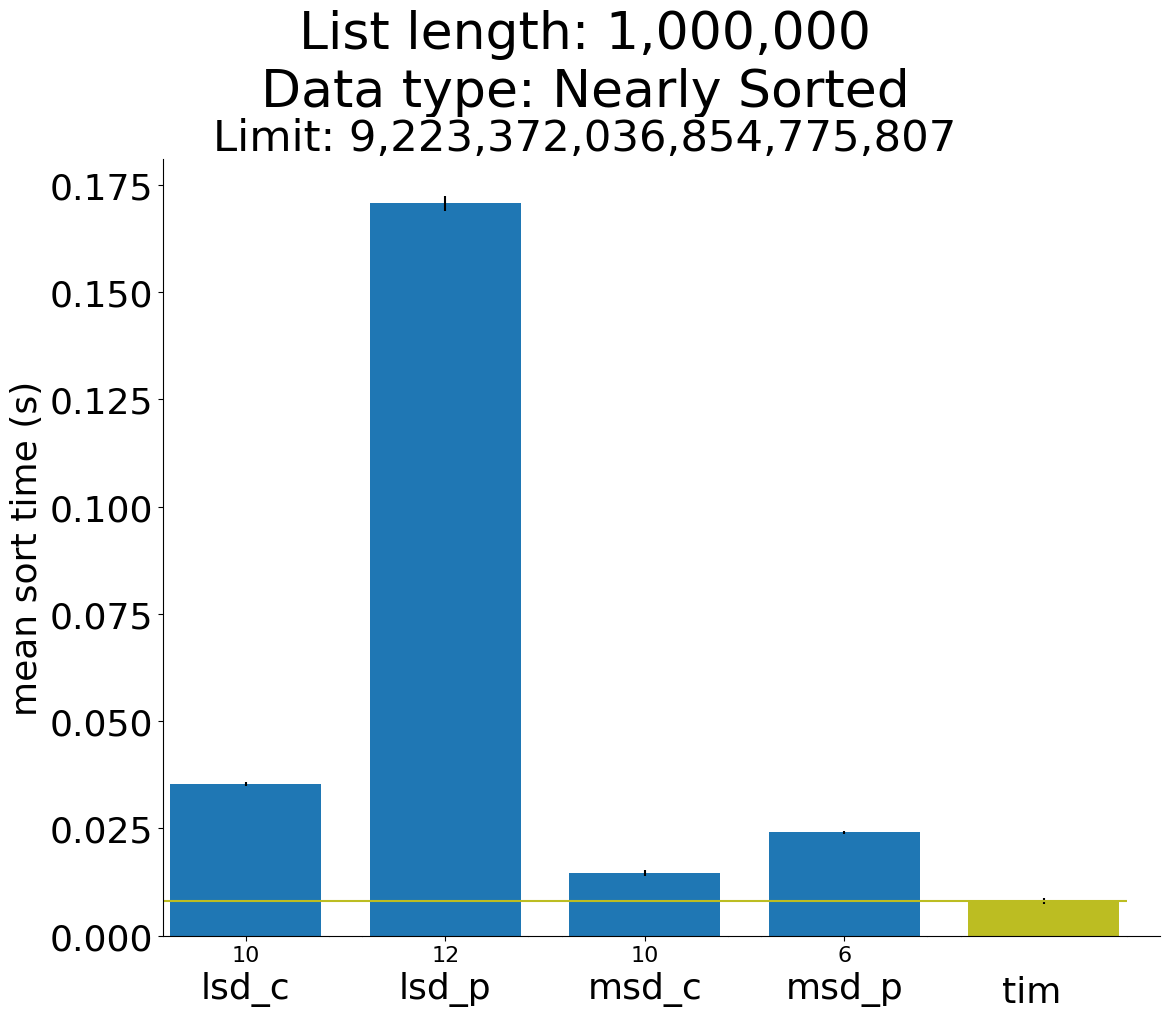 List length: 1,000,000
Data type: Nearly Sorted
Limit: 9,223,372,036,854,775,807
mean sort time (s)
0.175
0.150
0.125
0.100
0.075
0.050
0.025
0.000
10 12 10 6
lsd_c lsd_p msd_c msd_p tim